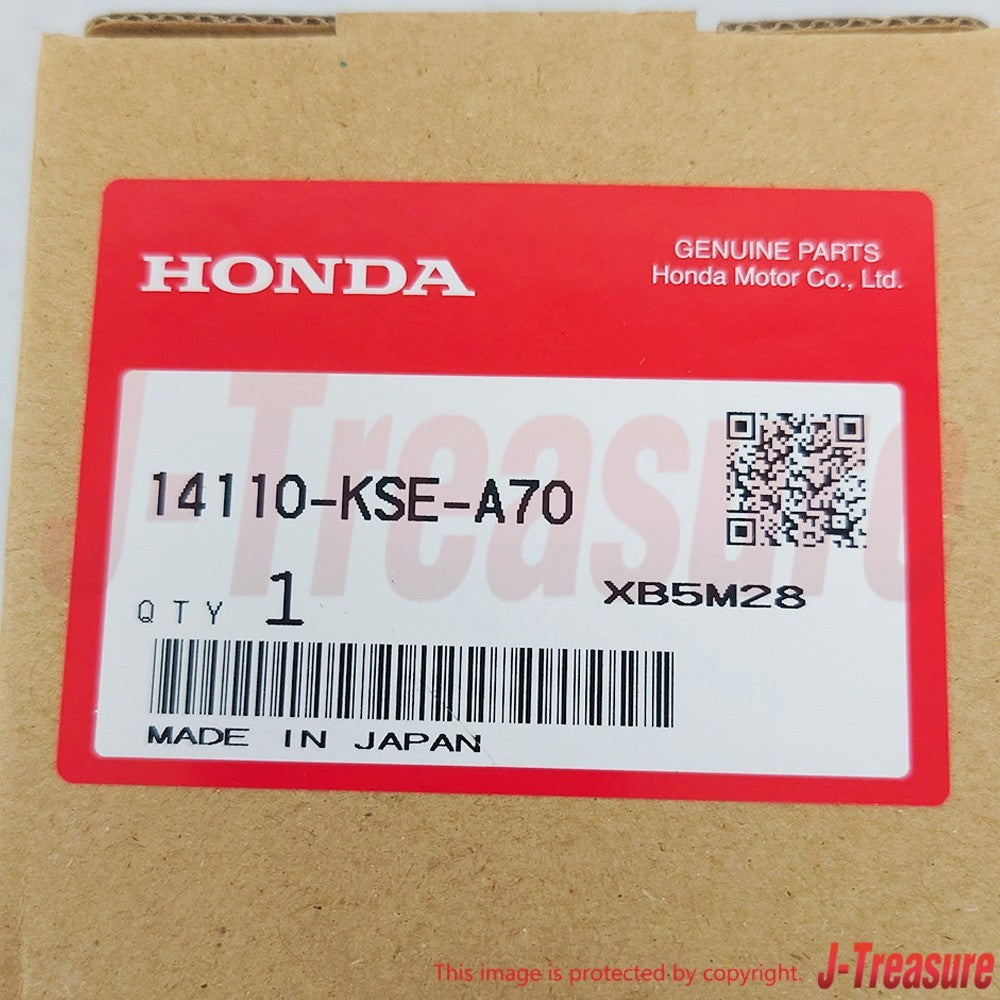 HONDA
GENUINE PARTS
Honda Motor Co., Ltd.
J-Treasure
14110-KSE-A70
XB5M28
QTY 1
MADE IN JAPAN
This image is protected by copyright. J-Treasure